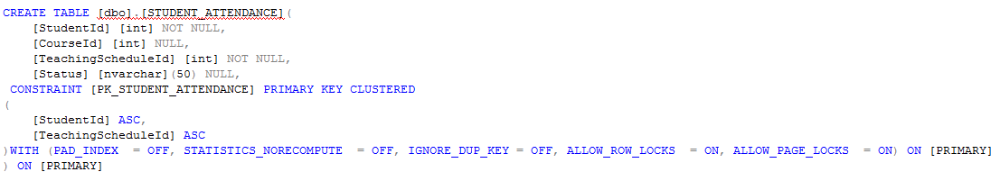 CREATE TABLE [dbo].[STUDENT_ATTENDANCE](
[StudentId] [int] NOT NULL,
[CourseId] [int] NULL,
[TeachingScheduleId] [int] NOT NULL,
[Status] [nvarchar](50) NULL,
CONSTRAINT [PK_STUDENT_ATTENDANCE] PRIMARY KEY CLUSTERED
(
[StudentId] ASC,
[TeachingScheduleId] ASC
)WITH (PAD_INDEX  = OFF, STATISTICS_NORECOMPUTE  = OFF, IGNORE_DUP_KEY = OFF, ALLOW_ROW_LOCKS  = ON, ALLOW_PAGE_LOCKS  = ON) ON [PRIMARY]
) ON [PRIMARY]